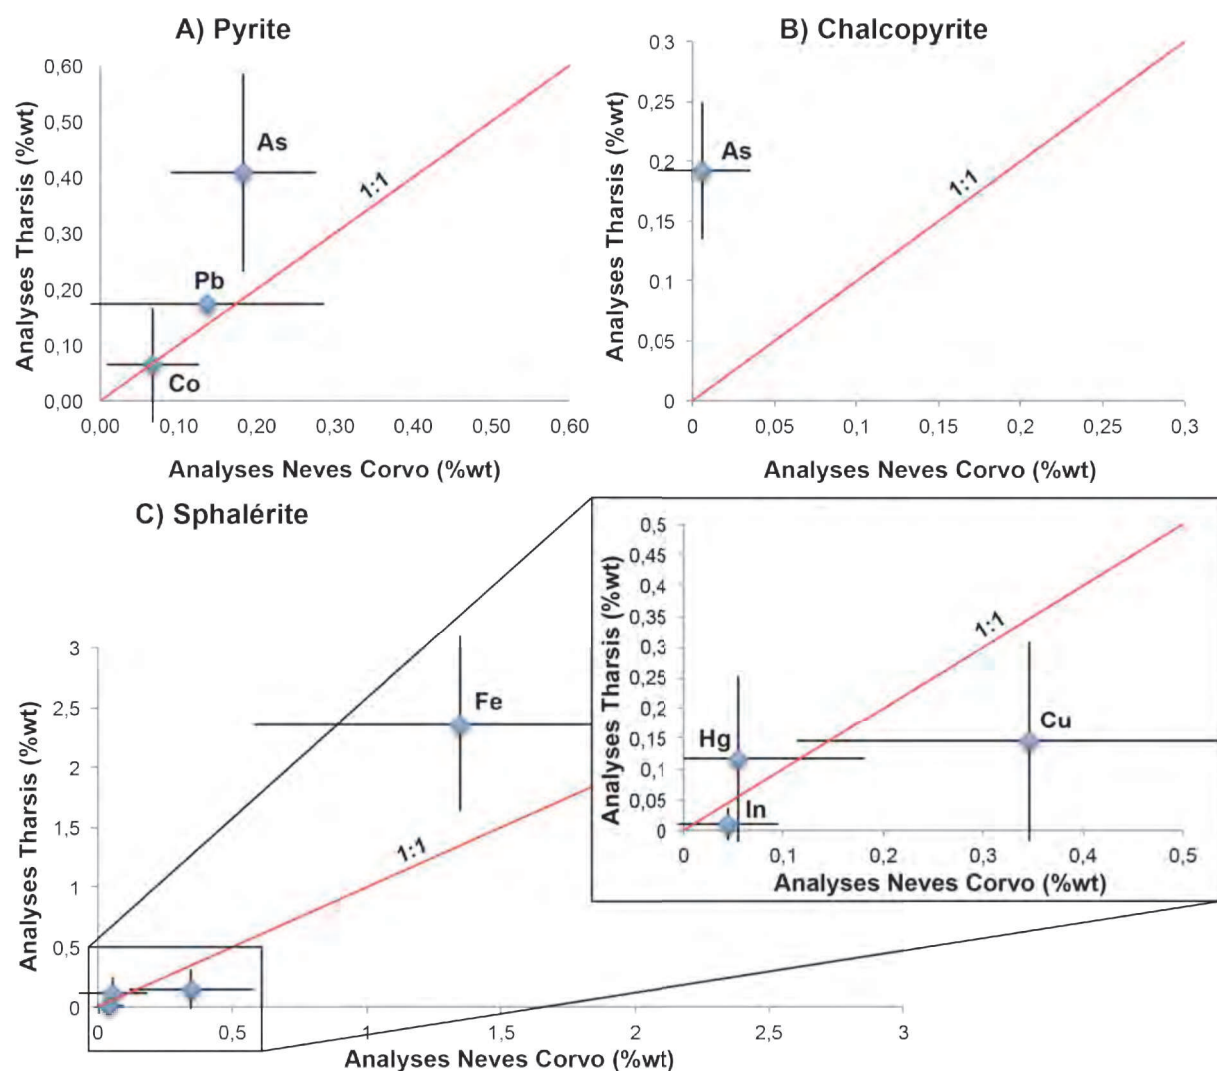 A) Pyrite
Analyses Tharsis (%wt)
0,60
0,50
0,40
0,30
0,20
0,10
0,00
As
Pb
Co
1:1
0,00 0,10 0,20 0,30 0,40 0,50 0,60
Analyses Neves Corvo (%wt)
B) Chalcopyrite
Analyses Tharsis (%wt)
0,3
0,25
0,2
0,15
0,1
0,05
0
As
1:1
0 0,05 0,1 0,15 0,2 0,25 0,3
Analyses Neves Corvo (%wt)
C) Sphalérite
Analyses Tharsis (%wt)
3
2,5
2
1,5
1
0,5
0
Fe
1:1
0 0,5 1 1,5 2 2,5 3
Analyses Neves Corvo (%wt)
Analyses Tharsis (%wt)
0,5
0,45
0,4
0,35
0,3
0,25
0,2
0,15
0,1
0,05
0
1:1
Hg
Cu
In
0 0,1 0,2 0,3 0,4 0,5
Analyses Neves Corvo (%wt)